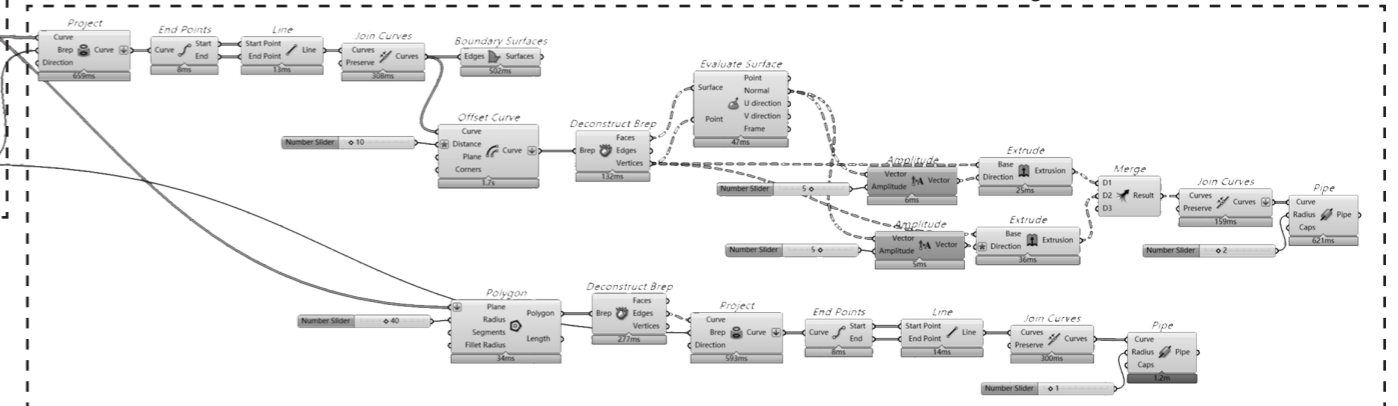 Project
Curve
Brep
Direction
Curve
659ms
End Points
Curve
Start
End
8ms
Line
Start Point
End Point
Line
13ms
Join Curves
Curves
Preserve
Curves
308ms
Boundary Surfaces
Edges
Surfaces
502ms
Number Slider
10
Offset Curve
Curve
Distance
Plane
Corners
Curve
1.7s
Deconstruct Brep
Brep
Faces
Edges
Vertices
132ms
Evaluate Surface
Surface
Point
Point
Normal
U direction
V direction
Frame
47ms
Number Slider
5
Amplitude
Vector
Amplitude
Vector
6ms
Extrude
Base
Direction
Extrusion
25ms
Number Slider
5
Amplitude
Vector
Amplitude
Vector
5ms
Extrude
Base
Direction
Extrusion
36ms
Merge
D1
D2
D3
Result
Join Curves
Curves
Preserve
Curves
159ms
Number Slider
2
Pipe
Curve
Radius
Caps
Pipe
621ms
Number Slider
40
Polygon
Plane
Radius
Segments
Fillet Radius
Polygon
Length
34ms
Deconstruct Brep
Brep
Faces
Edges
Vertices
277ms
Project
Curve
Brep
Direction
Curve
593ms
End Points
Curve
Start
End
8ms
Line
Start Point
End Point
Line
14ms
Join Curves
Curves
Preserve
Curves
300ms
Number Slider
1
Pipe
Curve
Radius
Caps
Pipe
1.2m